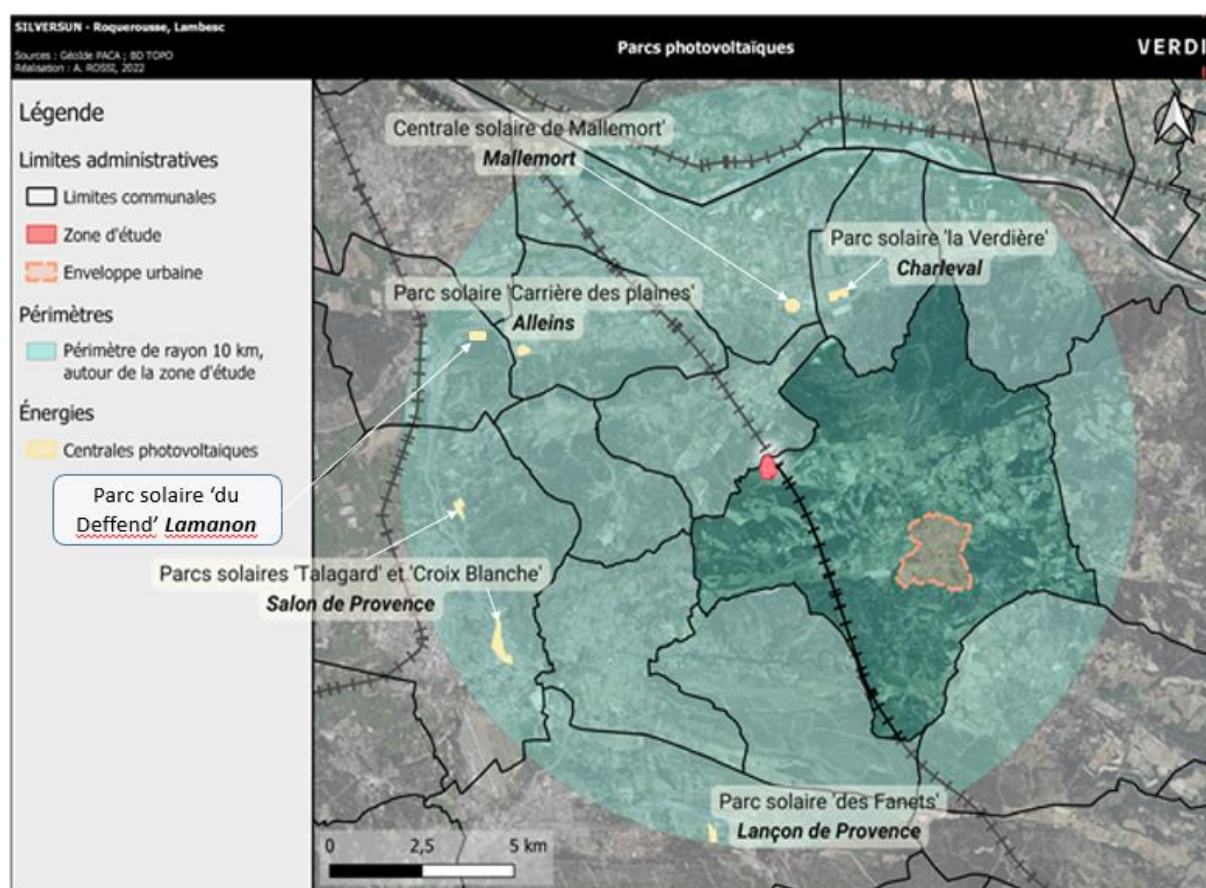 SILVERSUN - Roquerousse, Lambesc
Sources : Géoïde PACA ; BD TOPO
Réalisation : A. ROSSI, 2022
Parcs photovoltaïques
VERDI
Légende
Limites administratives
Limites communales
Zone d'étude
Enveloppe urbaine
Périmètres
Périmètre de rayon 10 km,
autour de la zone d'étude
Énergies
Centrales photovoltaiques
Parc solaire ‘du
Deffend’ Lamanon
Centrale solaire de Mallemort'
Mallemort
Parc solaire 'la Verdière'
Charleval
Parc solaire 'Carrière des plaines'
Alleins
Parcs solaires 'Talagard' et 'Croix Blanche'
Salon de Provence
Parc solaire 'des Fanets'
Lançon de Provence
0 2,5 5 km